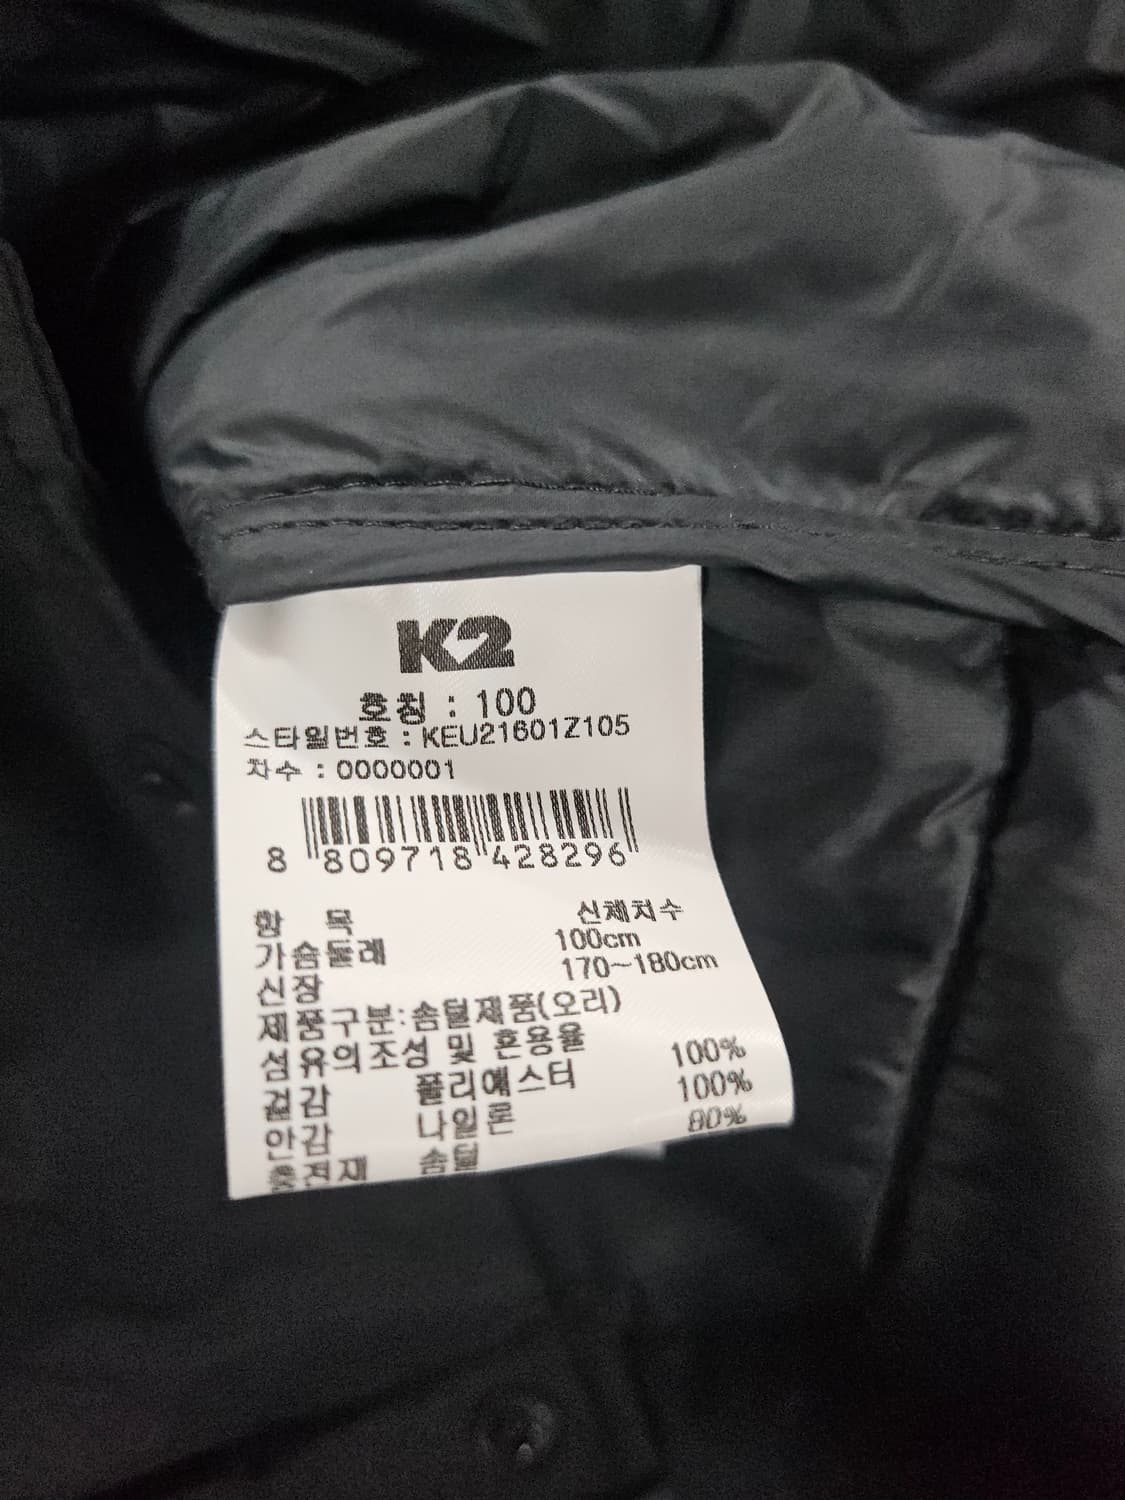 K2
호칭 : 100
스타일번호 : KEU21601Z105
차수 : 0000001
8 809718 428296
항 목 신체치수
가슴둘레 100cm
신장 170~180cm
제품구분:솜털제품(오리)
섬유의조성 및 혼용율
겉감 폴리에스터 100%
안감 나일론 100%
충전재 솜털 80%